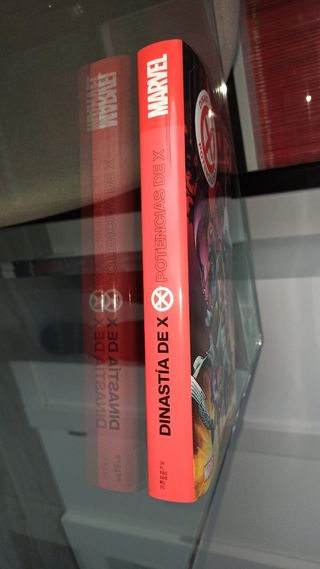 MARVEL
DINASTÍA DE X POTENCIAS DE X